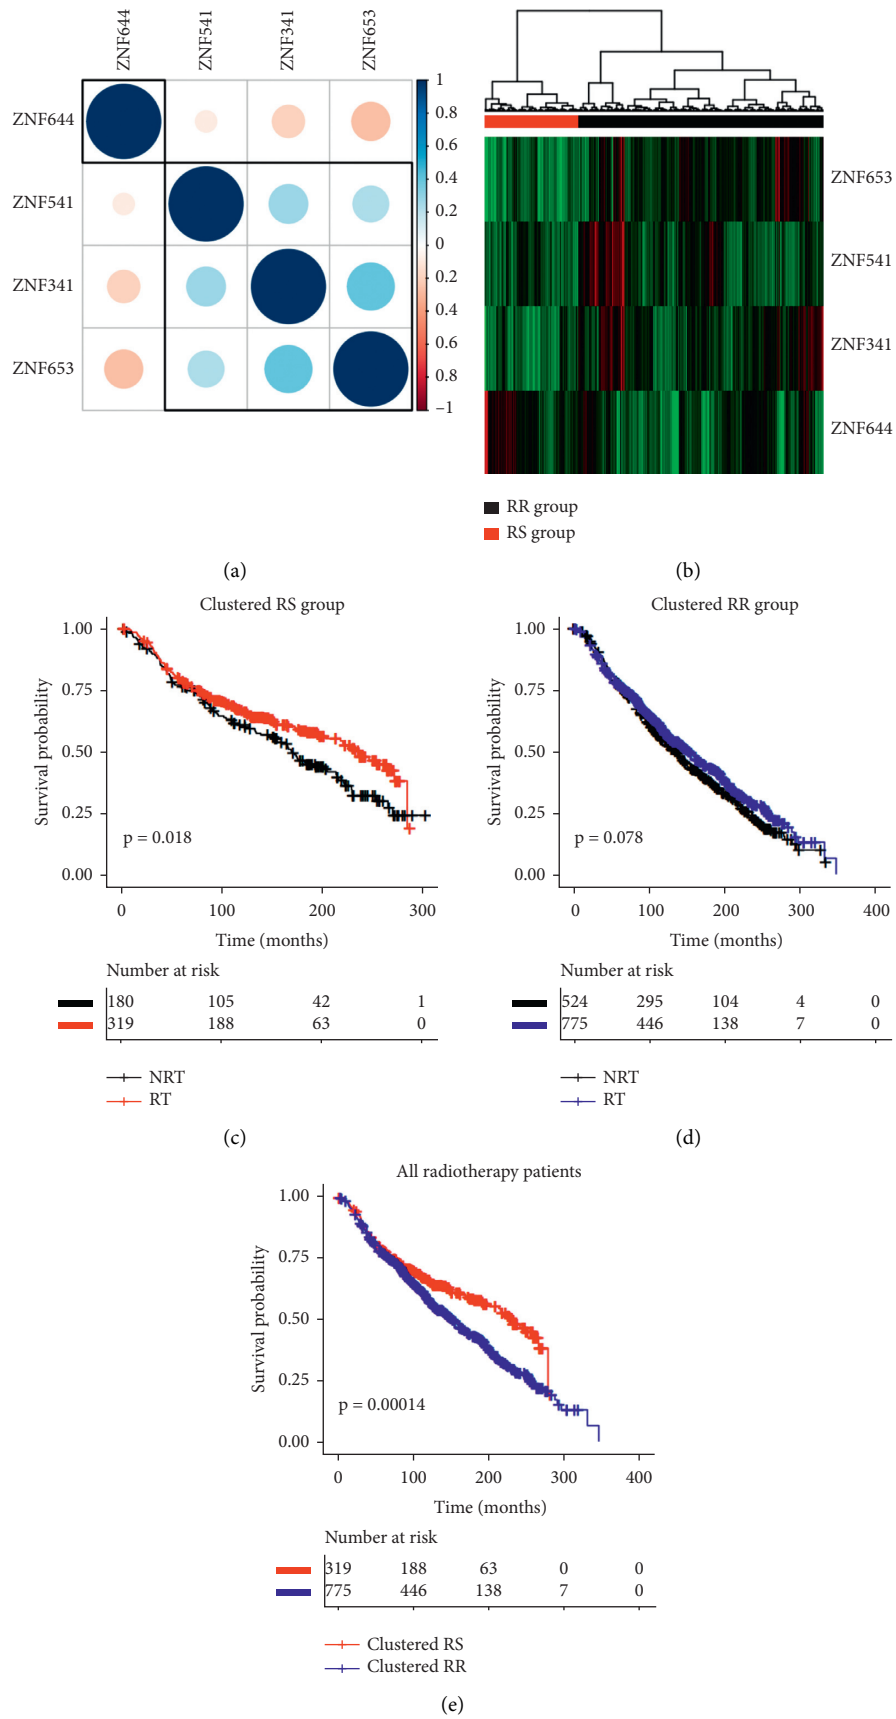 ZNF644
ZNF541
ZNF341
ZNF653
ZNF644
ZNF541
ZNF341
ZNF653
1
0.8
0.6
0.4
0.2
0
0.2
0.4
0.6
0.8
−1
(a)
ZNF653
ZNF541
ZNF341
ZNF644
RR group
RS group
(b)
Clustered RS group
Survival probability
1.00
0.75
0.50
0.25
0.00
p = 0.018
0 100 200 300
Time (months)
Number at risk
180 105 42 1
319 188 63 0
NRT
RT
(c)
Clustered RR group
Survival probability
1.00
0.75
0.50
0.25
0.00
p = 0.078
0 100 200 300 400
Time (months)
Number at risk
524 295 104 4 0
775 446 138 7 0
NRT
RT
(d)
All radiotherapy patients
Survival probability
1.00
0.75
0.50
0.25
0.00
p = 0.00014
0 100 200 300 400
Time (months)
Number at risk
319 188 63 0 0
775 446 138 7 0
Clustered RS
Clustered RR
(e)